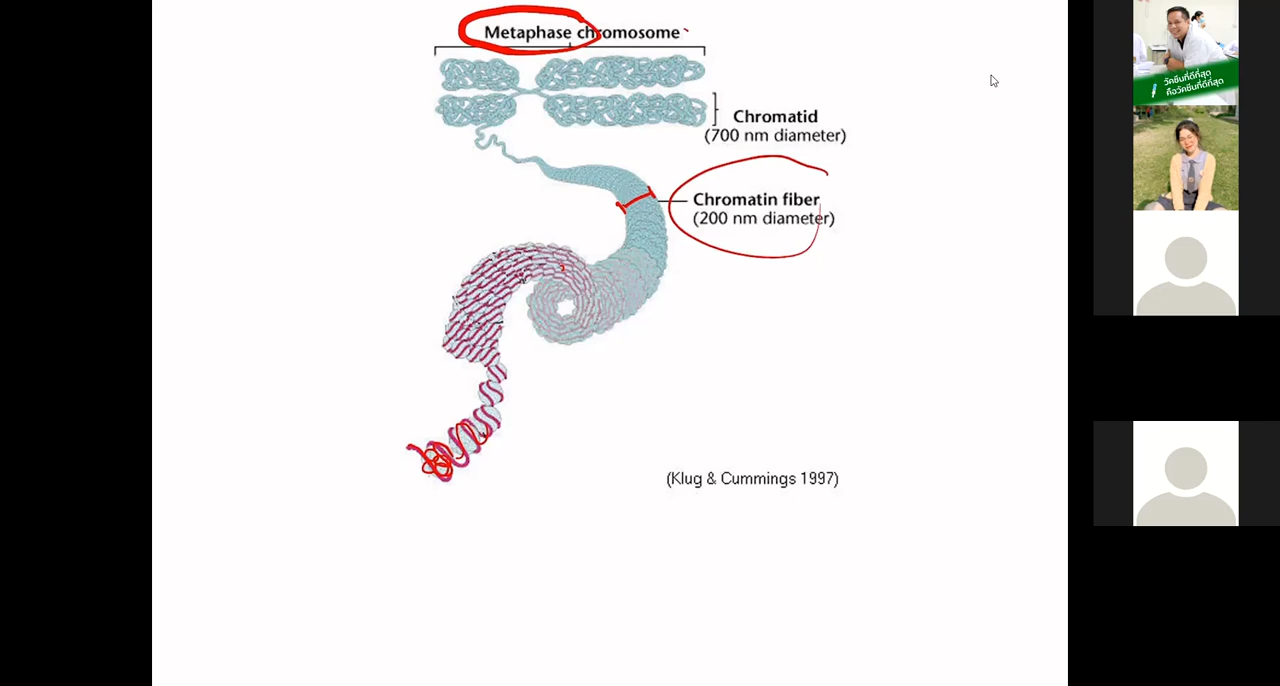 Metaphase chromosome
Chromatid
(700 nm diameter)
Chromatin fiber
(200 nm diameter)
(Klug & Cummings 1997)
วัคซีนที่ดีที่สุด
คือวัคซีนที่ดีที่สุด